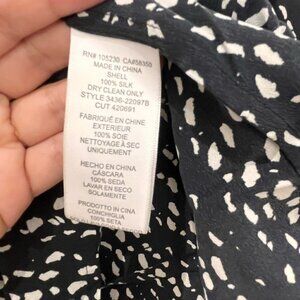 RN# 105230 CA#58350
MADE IN CHINA
SHELL
100% SILK
DRY CLEAN ONLY
STYLE 3436-22097B
CUT 420691
FABRIQUÉ EN CHINE
EXTERIEUR
100% SOIE
NETTOYAGE À SEC
UNIQUEMENT
HECHO EN CHINA
CÁSCARA
100% SEDA
LAVAR EN SECO
SOLAMENTE
PRODOTTO IN CINA
CONCHIGLIA
100% SETA